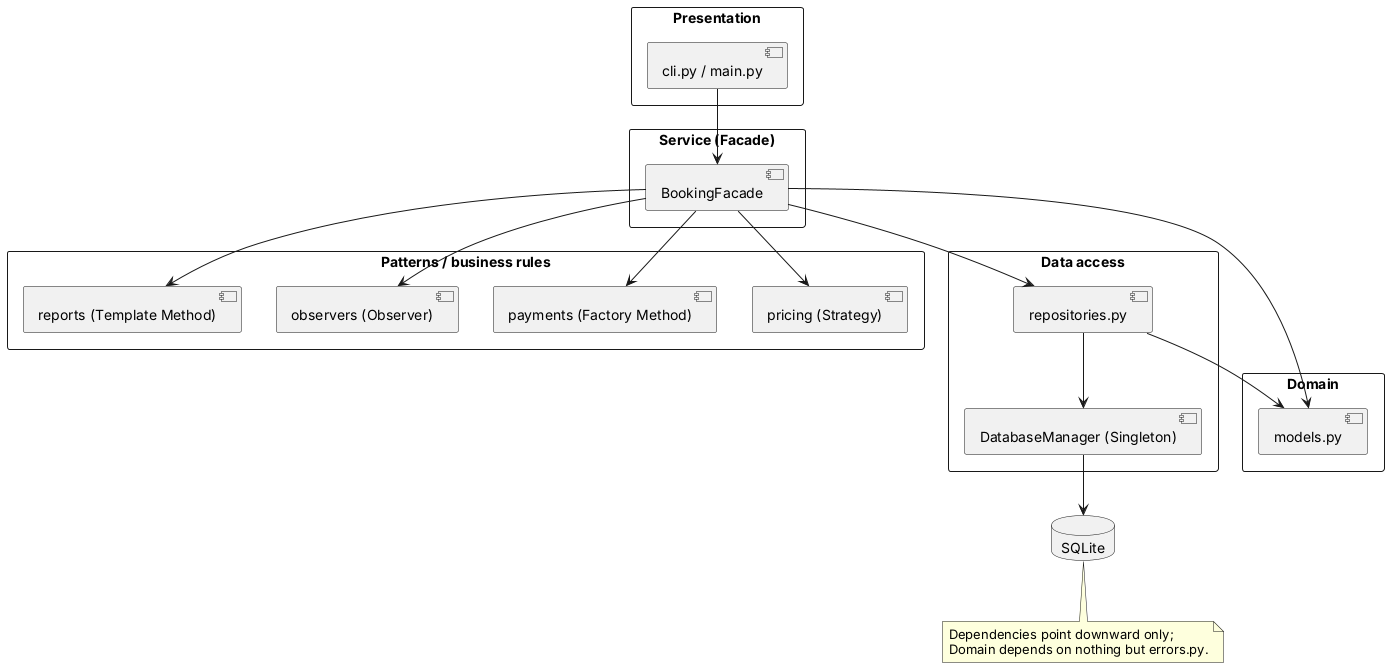 Presentation
cli.py / main.py
Service (Facade)
BookingFacade
Patterns / business rules
reports (Template Method)
observers (Observer)
payments (Factory Method)
pricing (Strategy)
Data access
repositories.py
DatabaseManager (Singleton)
Domain
models.py
SQLite
Dependencies point downward only;
Domain depends on nothing but errors.py.